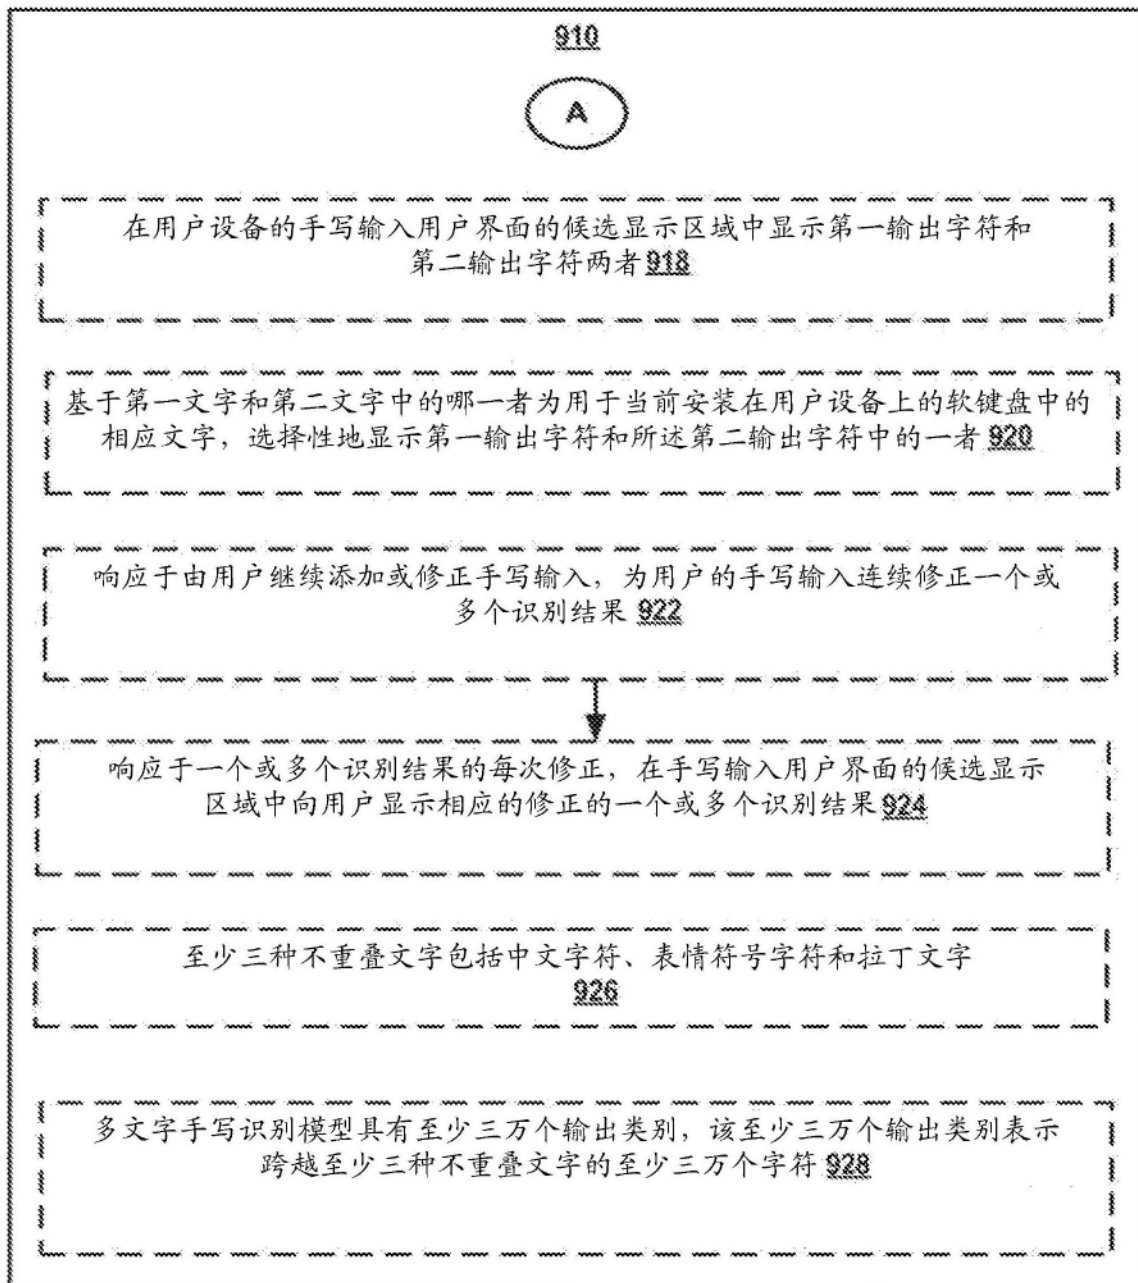 910
A
在用户设备的手写输入用户界面的候选显示区域中显示第一输出字符和
第二输出字符两者918
基于第一文字和第二文字中的哪一者为用于当前安装在用户设备上的软键盘中的
相应文字，选择性地显示第一输出字符和所述第二输出字符中的一者 920
响应于由用户继续添加或修正手写输入，为用户的手写输入连续修正一个或
多个识别结果 922
响应于一个或多个识别结果的每次修正，在手写输入用户界面的候选显示
区域中向用户显示相应的修正的一个或多个识别结果924
至少三种不重叠文字包括中文字符、表情符号字符和拉丁文字
926
多文字手写识别模型具有至少三万个输出类别，该至少三万个输出类别表示
跨越至少三种不重叠文字的至少三万个字符928